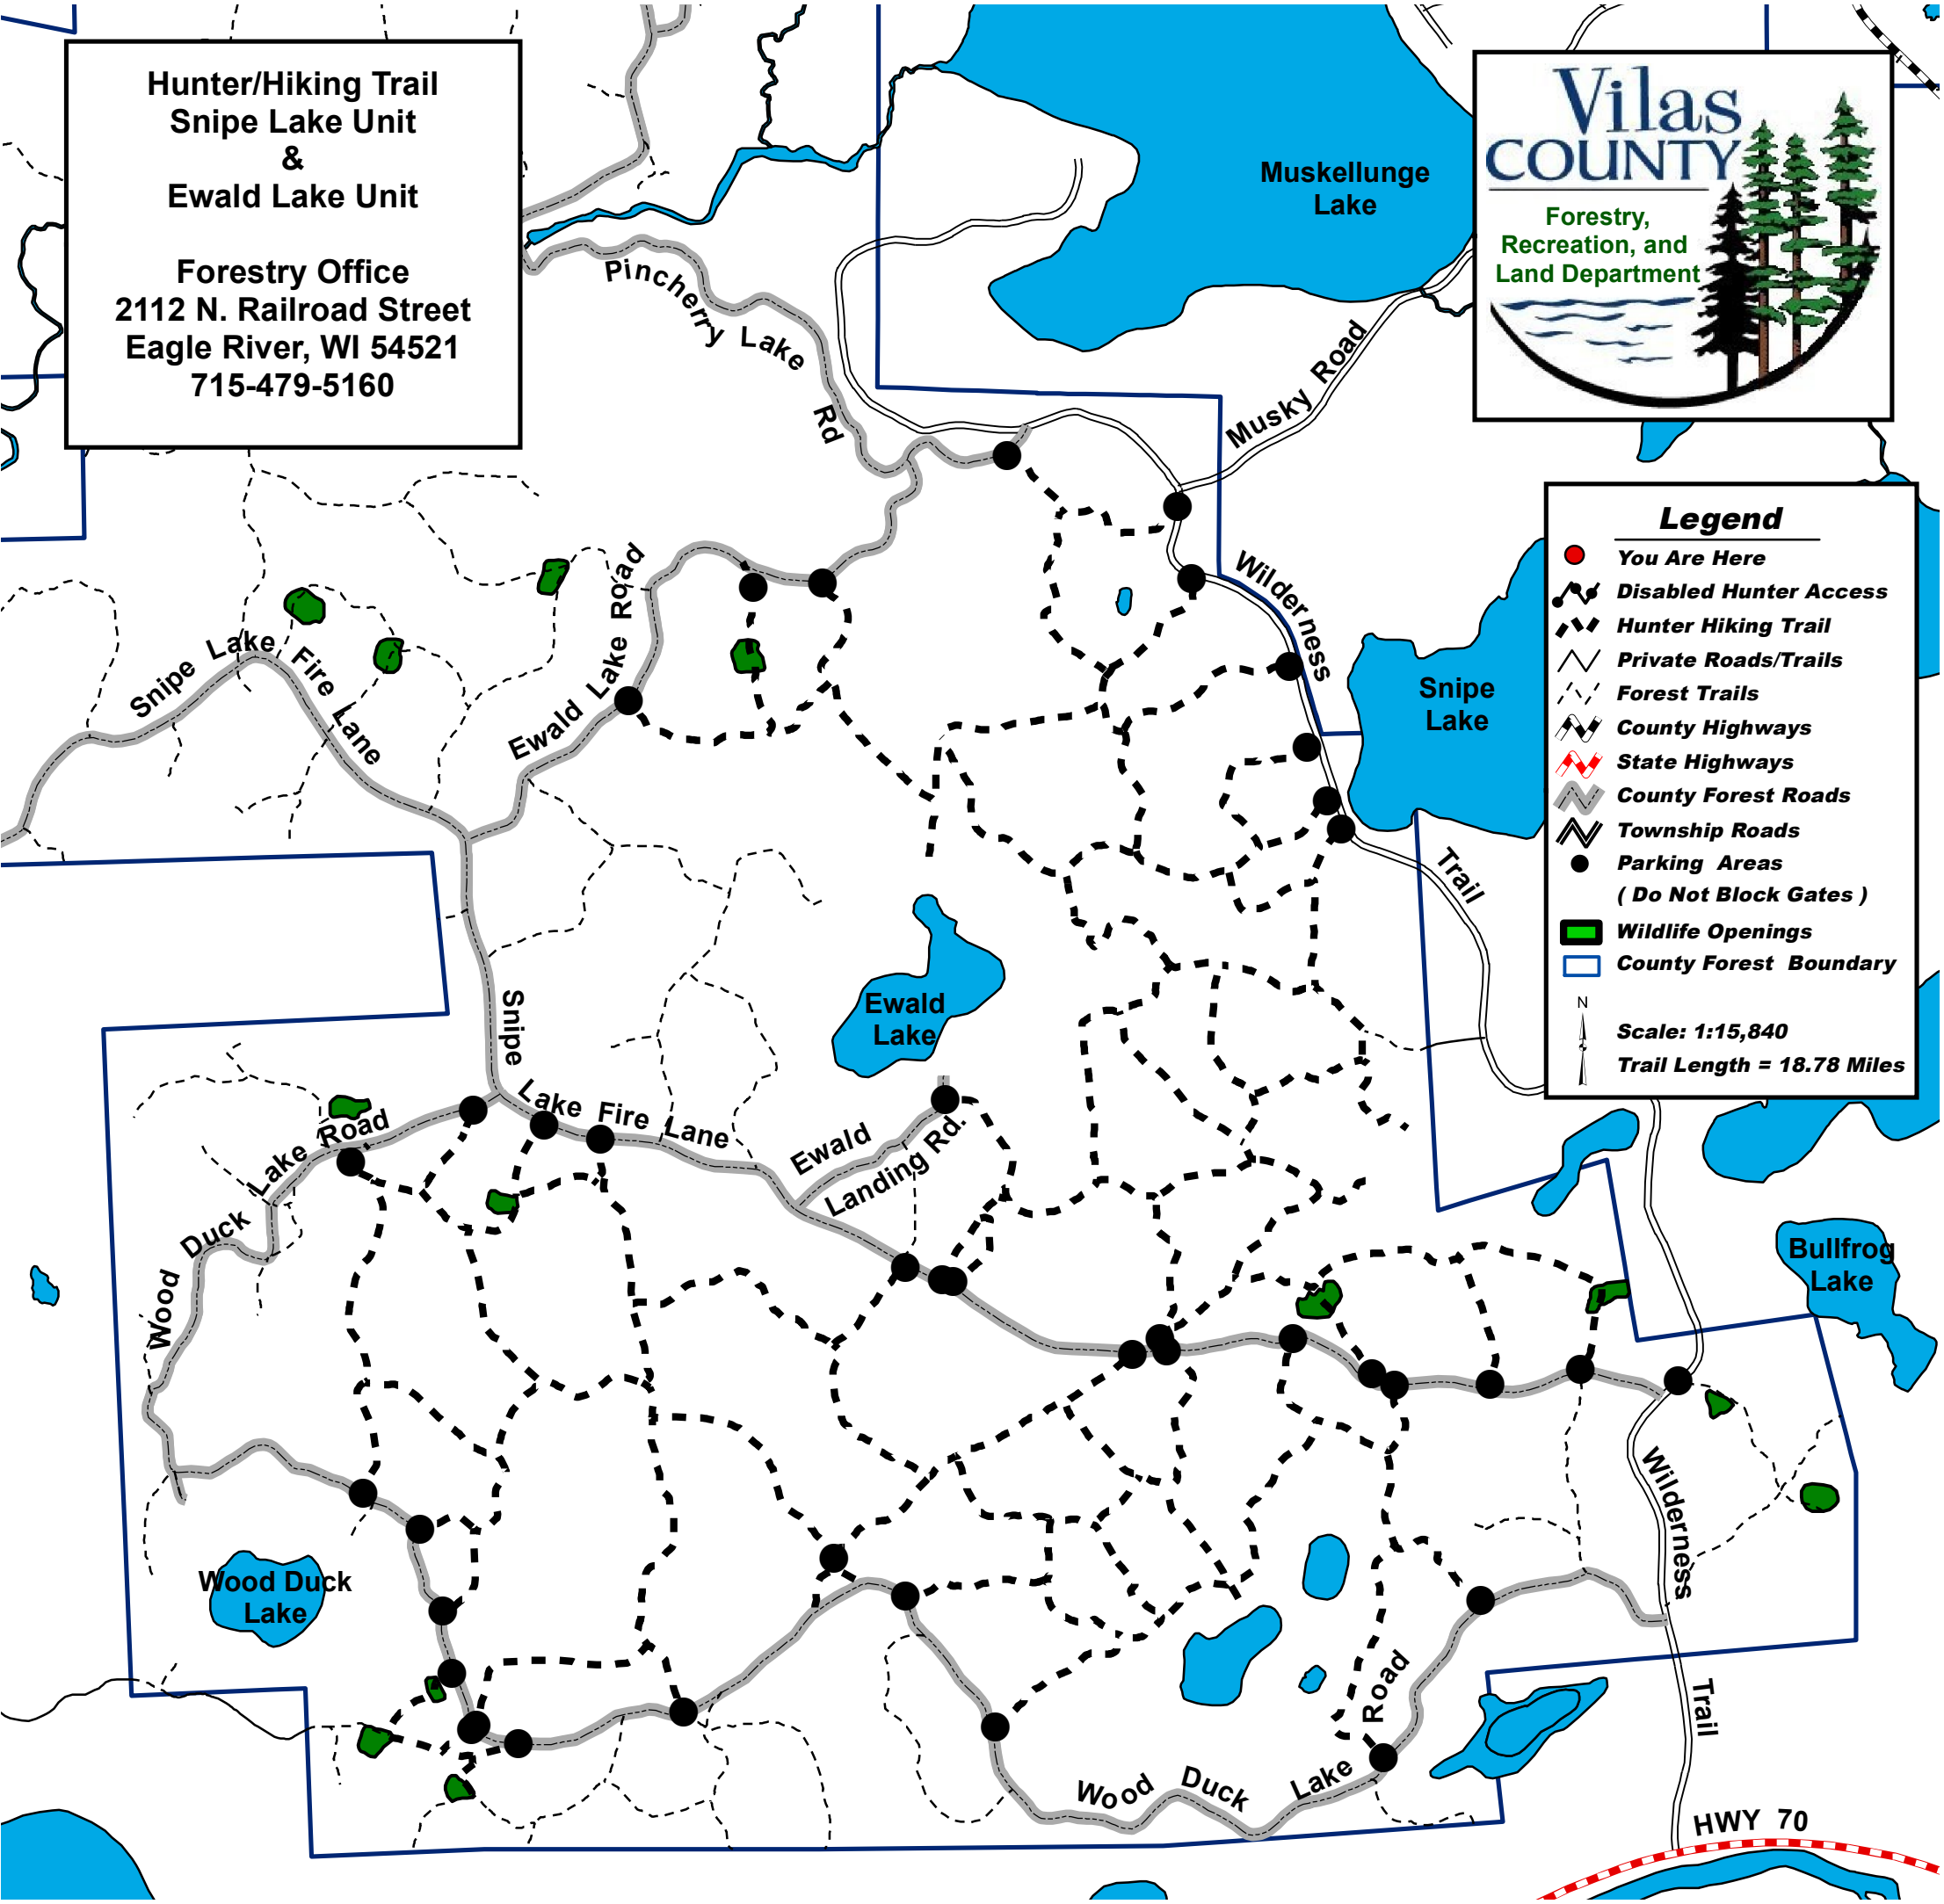 Hunter/Hiking Trail
Snipe Lake Unit
&
Ewald Lake Unit
Forestry Office
2112 N. Railroad Street
Eagle River, WI 54521
715-479-5160
Vilas
COUNTY
Forestry,
Recreation, and
Land Department
Muskellunge
Lake
Pincherry Lake Rd
Musky Road
Legend
You Are Here
Disabled Hunter Access
Hunter Hiking Trail
Private Roads/Trails
Forest Trails
County Highways
State Highways
County Forest Roads
Township Roads
Parking Areas
( Do Not Block Gates )
Wildlife Openings
County Forest Boundary
N
Scale: 1:15,840
Trail Length = 18.78 Miles
Wilderness Trail
Snipe
Lake
Snipe Lake Fire Lane
Ewald Lake Road
Ewald
Lake
Snipe Lake Fire Lane
Ewald
Landing Rd.
Wood Duck Lake Road
Bullfrog
Lake
Wood Duck
Lake
Wilderness Trail
Wood Duck Lake Road
HWY 70